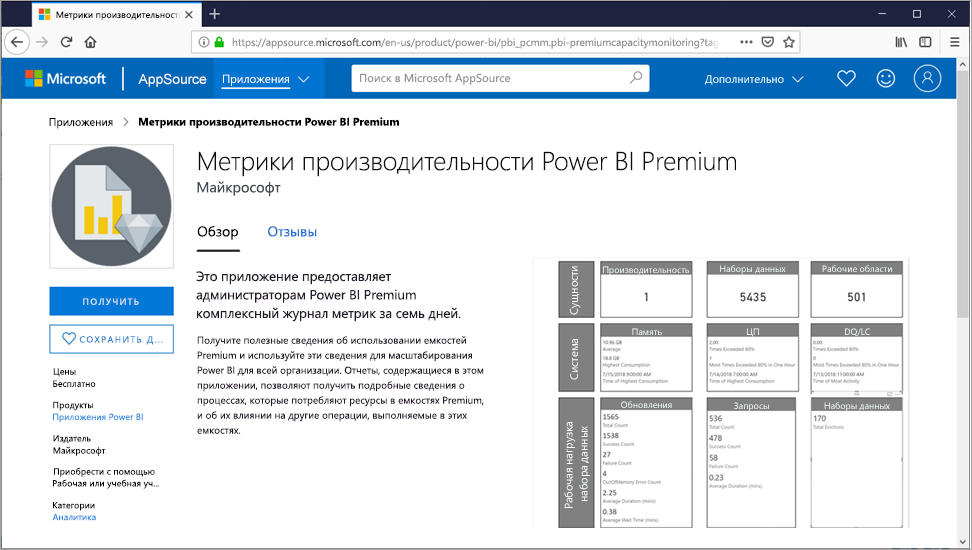 Метрики производительност
https://appsource.microsoft.com/en-us/product/power-bi/pbi_pcmm.pbi-premiumcapacitymonitoring?tag
Microsoft
AppSource
Приложения
Поиск в Microsoft AppSource
Дополнительно
Приложения > Метрики производительности Power BI Premium
Метрики производительности Power BI Premium
Майкрософт
Обзор
Отзывы
ПОЛУЧИТЬ
СОХРАНИТЬ Д...
Цены
Бесплатно
Продукты
Приложения Power BI
Издатель
Майкрософт
Приобрести с помощью
Рабочая или учебная уч...
Категории
Аналитика
Это приложение предоставляет
администраторам Power BI Premium
комплексный журнал метрик за семь дней.
Получите полезные сведения об использовании емкостей
Premium и используйте эти сведения для масштабирования
Power BI для всей организации. Отчеты, содержащиеся в этом
приложении, позволяют получить подробные сведения о
процессах, которые потребляют ресурсы в емкостях Premium,
и об их влиянии на другие операции, выполняемые в этих
емкостях.
Сущности
Производительность
1
Наборы данных
5435
Рабочие области
501
Система
Память
10.96 GB
Average
18.8 GB
Highest Consumption
7/15/2018 9:00:00 AM
Time of Highest Consumption
ЦП
2.00
Times Exceeded 80%
1
Most Times Exceeded 80% in One Hour
7/14/2018 7:00:00 AM
Time of Highest Consumption
DQ/LC
0.00
Times Exceeded 80%
0
Most Times Exceeded 80% in One Hour
7/13/2018 11:00:00 AM
Time of Most Activity
Рабочая нагрузка
набора данных
Обновления
1565
Total Count
1538
Success Count
27
Failure Count
4
OutOfMemory Error Count
2.25
Average Duration (mins)
0.38
Average Wait Time (mins)
Запросы
536
Total Count
478
Success Count
58
Failure Count
0.23
Average Duration (mins)
Наборы данных
170
Total Evictions